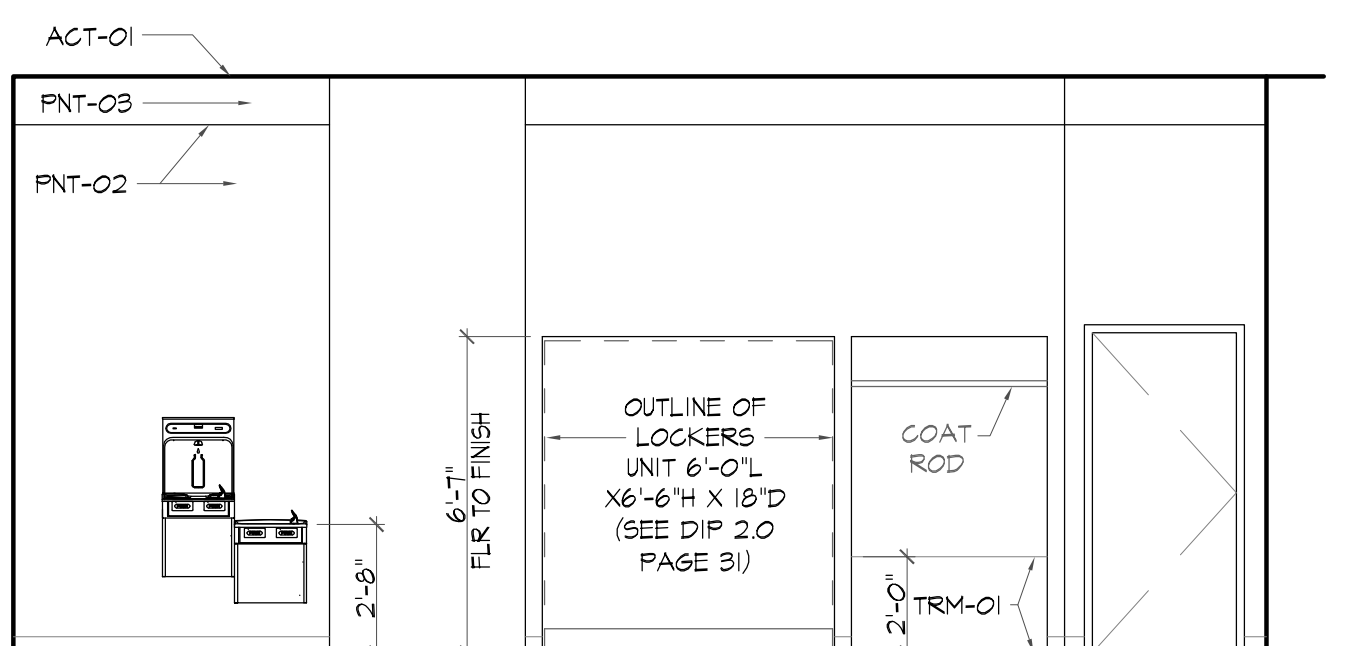 ACT-01
PNT-03
PNT-02
OUTLINE OF
LOCKERS
UNIT 6'-0"L
X6'-6"H X 18"D
(SEE DIP 2.0
PAGE 31)
COAT
ROD
6'-7"
FLR TO FINISH
2'-8"
2'-0"
TRM-01